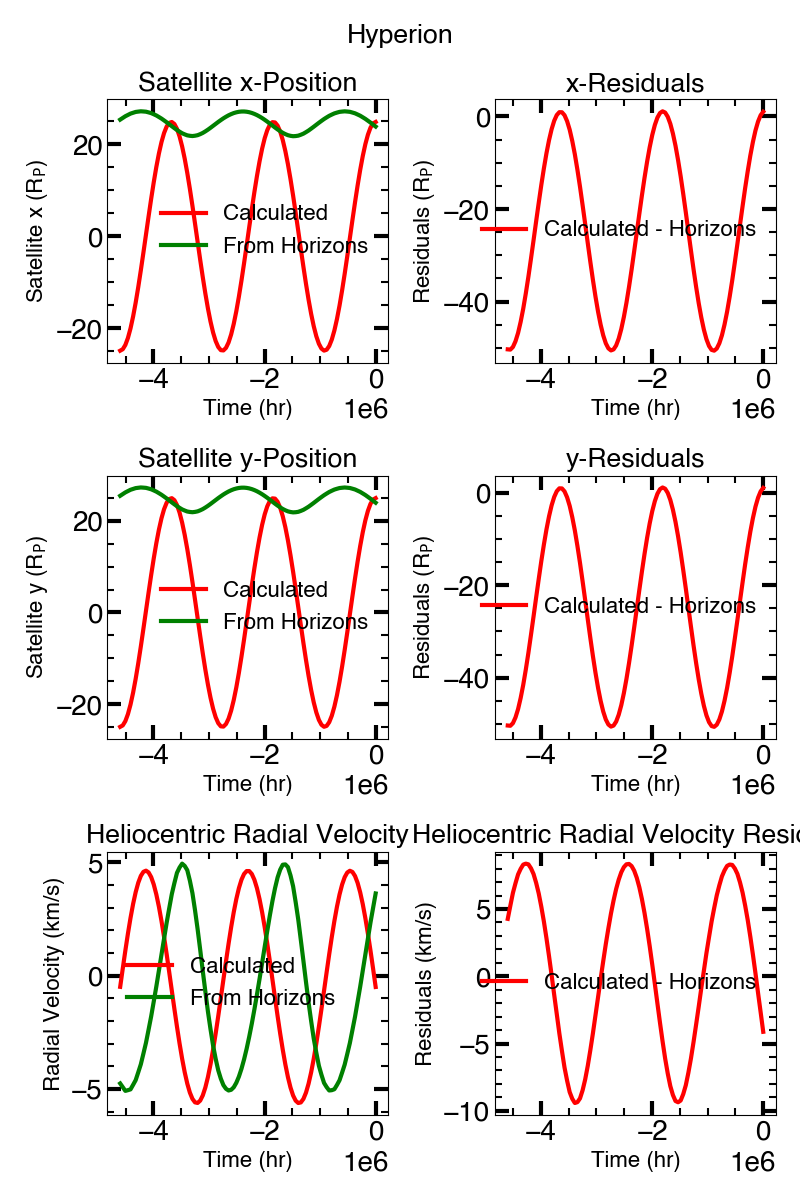 Hyperion
Satellite x-Position
x-Residuals
Satellite x (Rₚ)
20
0
−20
Calculated
From Horizons
−4
−2
0
Time (hr)
1e6
Residuals (Rₚ)
0
−20
−40
Calculated - Horizons
−4
−2
0
Time (hr)
1e6
Satellite y-Position
y-Residuals
Satellite y (Rₚ)
20
0
−20
Calculated
From Horizons
−4
−2
0
Time (hr)
1e6
Residuals (Rₚ)
0
−20
−40
Calculated - Horizons
−4
−2
0
Time (hr)
1e6
Heliocentric Radial Velocity
Heliocentric Radial Velocity Resi
Radial Velocity (km/s)
5
0
−5
Calculated
From Horizons
−4
−2
0
Time (hr)
1e6
Residuals (km/s)
5
0
−5
−10
Calculated - Horizons
−4
−2
0
Time (hr)
1e6